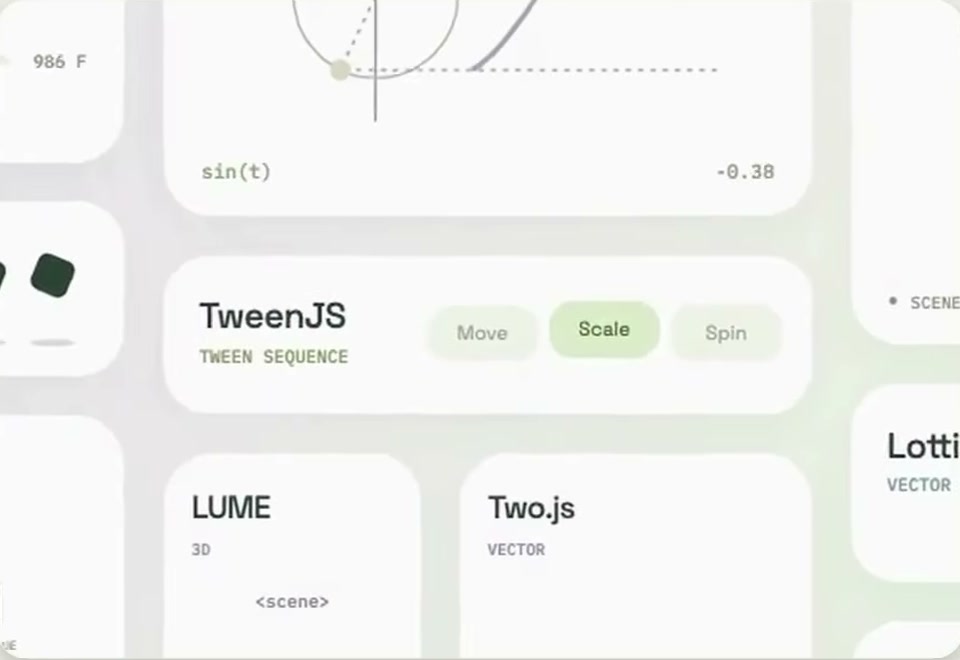 986 F
sin(t)
-0.38
SCENE
TweenJS
TWEEN SEQUENCE
Move
Scale
Spin
Lotti
VECTOR
LUME
3D
<scene>
Two.js
VECTOR